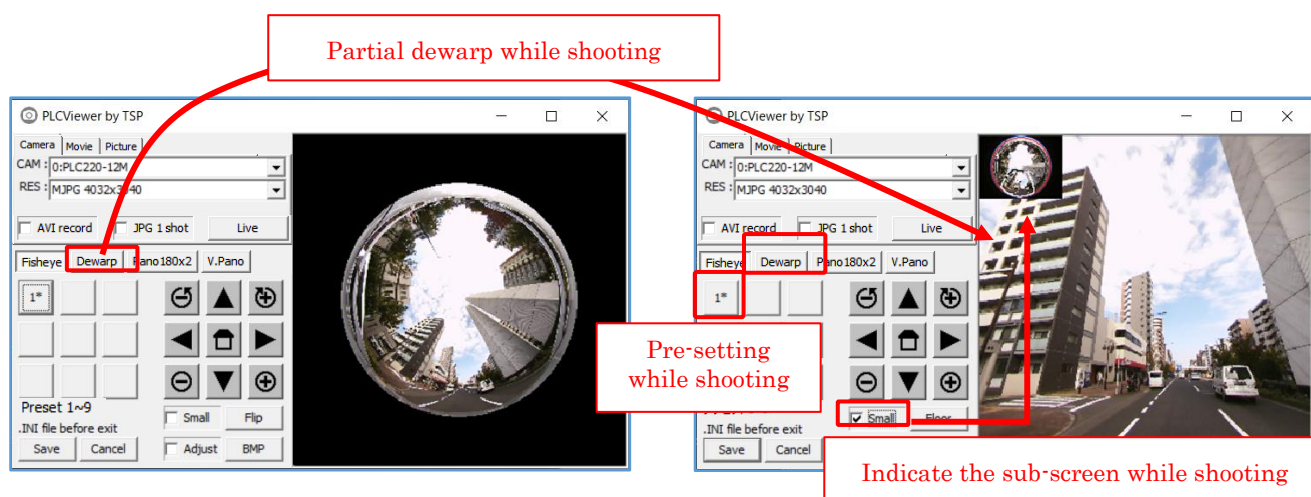 Partial dewarp while shooting
PLCViewer by TSP
Camera Movie Picture
CAM : 0:PLC220-12M
RES : MJPG 4032x3040
AVI record JPG 1 shot Live
Fisheye Dewarp Pano180x2 V.Pano
1*
Preset 1~9
.INI file before exit
Small Flip
Save Cancel Adjust BMP
PLCViewer by TSP
Camera Movie Picture
CAM : 0:PLC220-12M
RES : MJPG 4032x3040
AVI record JPG 1 shot Live
Fisheye Dewarp Pano180x2 V.Pano
1*
Pre-setting
while shooting
.INI file before exit
Small Floor
Save Cancel
Indicate the sub-screen while shooting